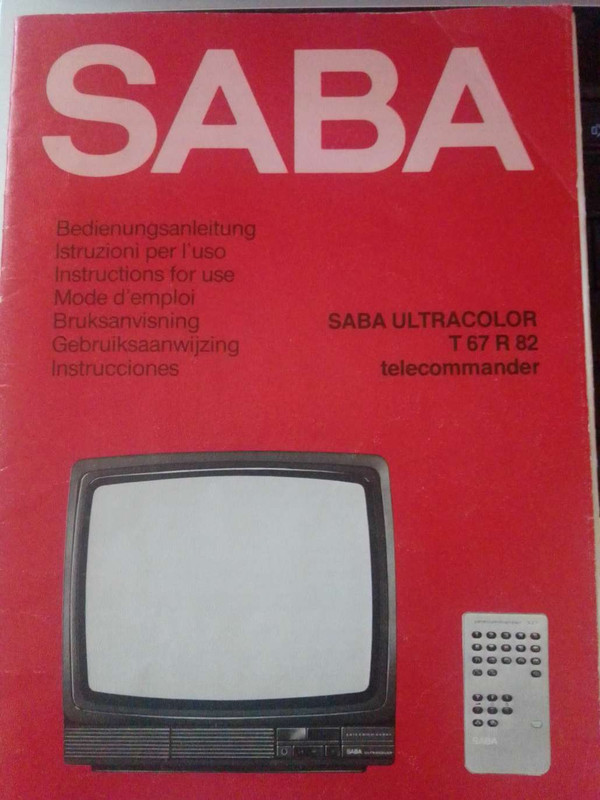 SABA
Bedienungsanleitung
Istruzioni per l'uso
Instructions for use
Mode d'emploi
Bruksanvisning
Gebruiksaanwijzing
Instrucciones
SABA ULTRACOLOR
T 67 R 82
telecommander
SABA
SABA